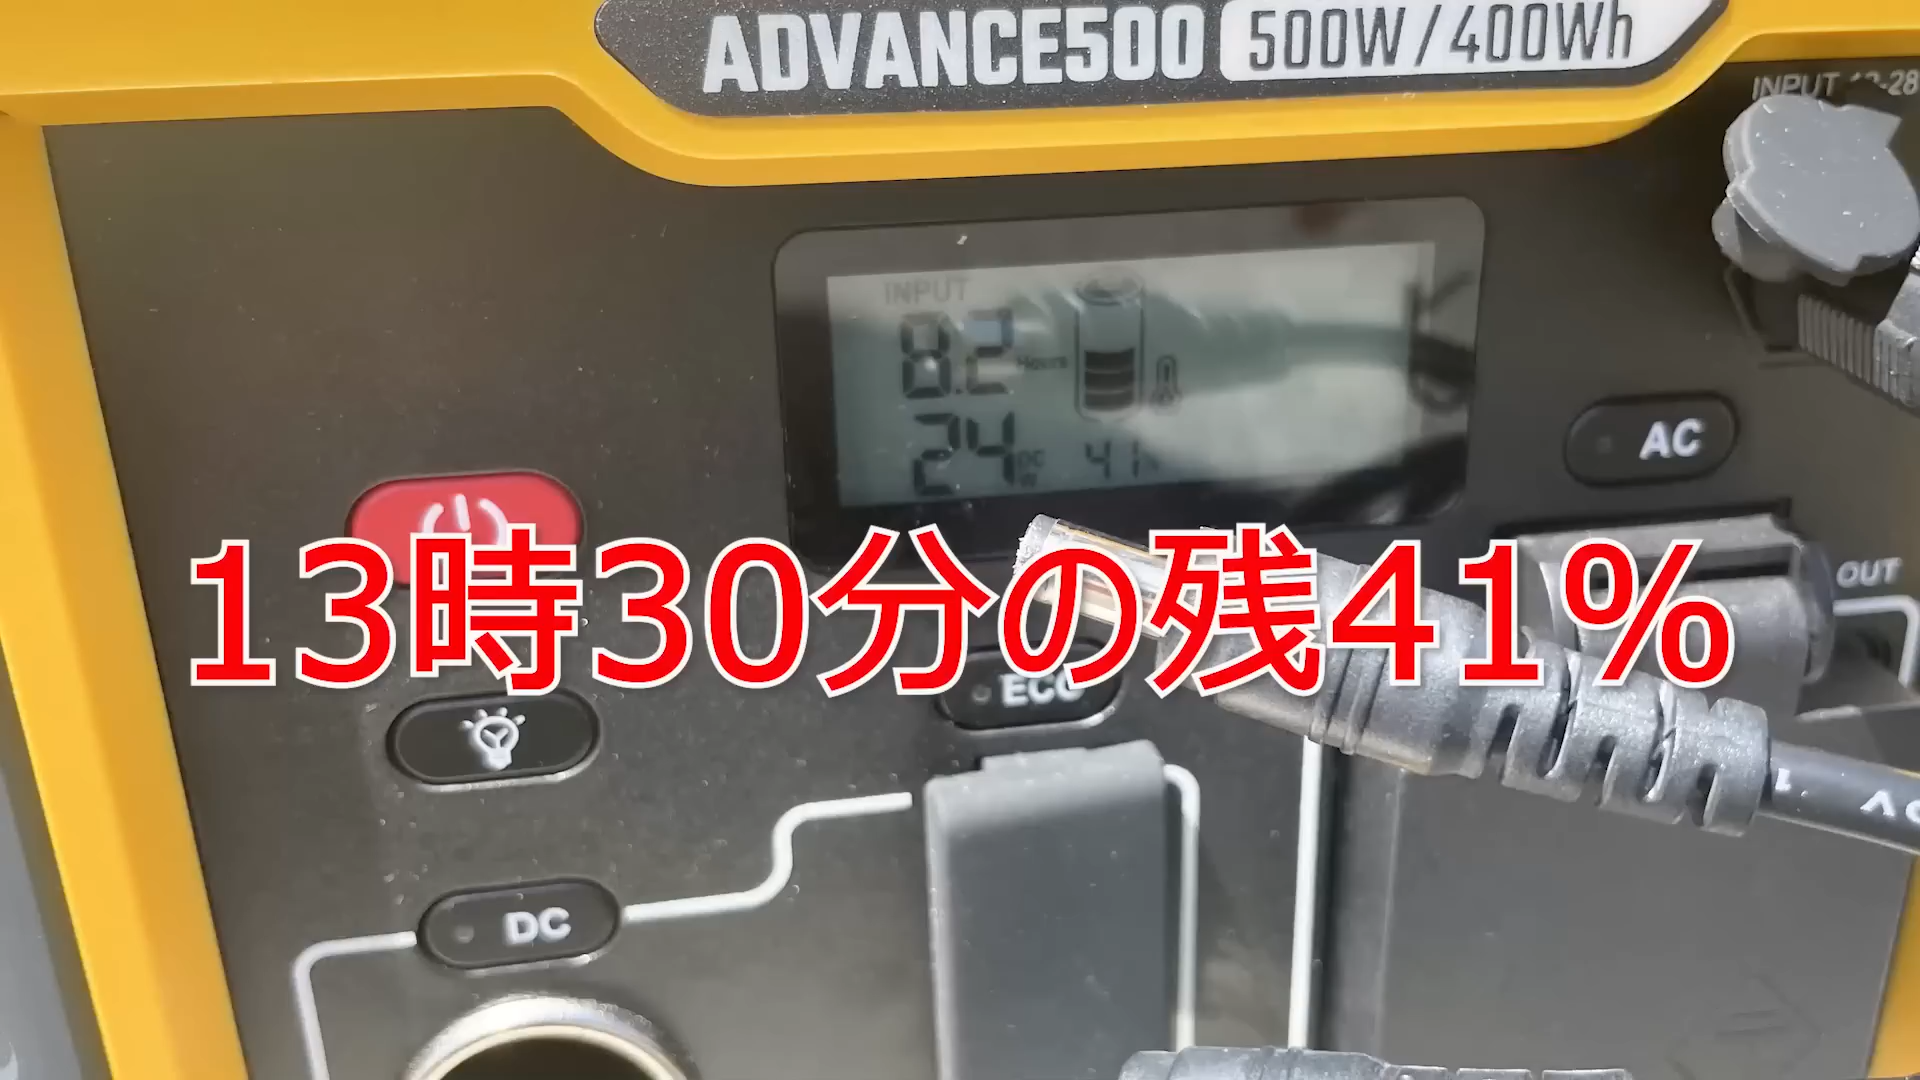 ADVANCE500 500W/400Wh
INPUT
INPUT
8.2 Hours
24 DC W
41%
AC
OUT
13時30分の残41%
ECO
DC